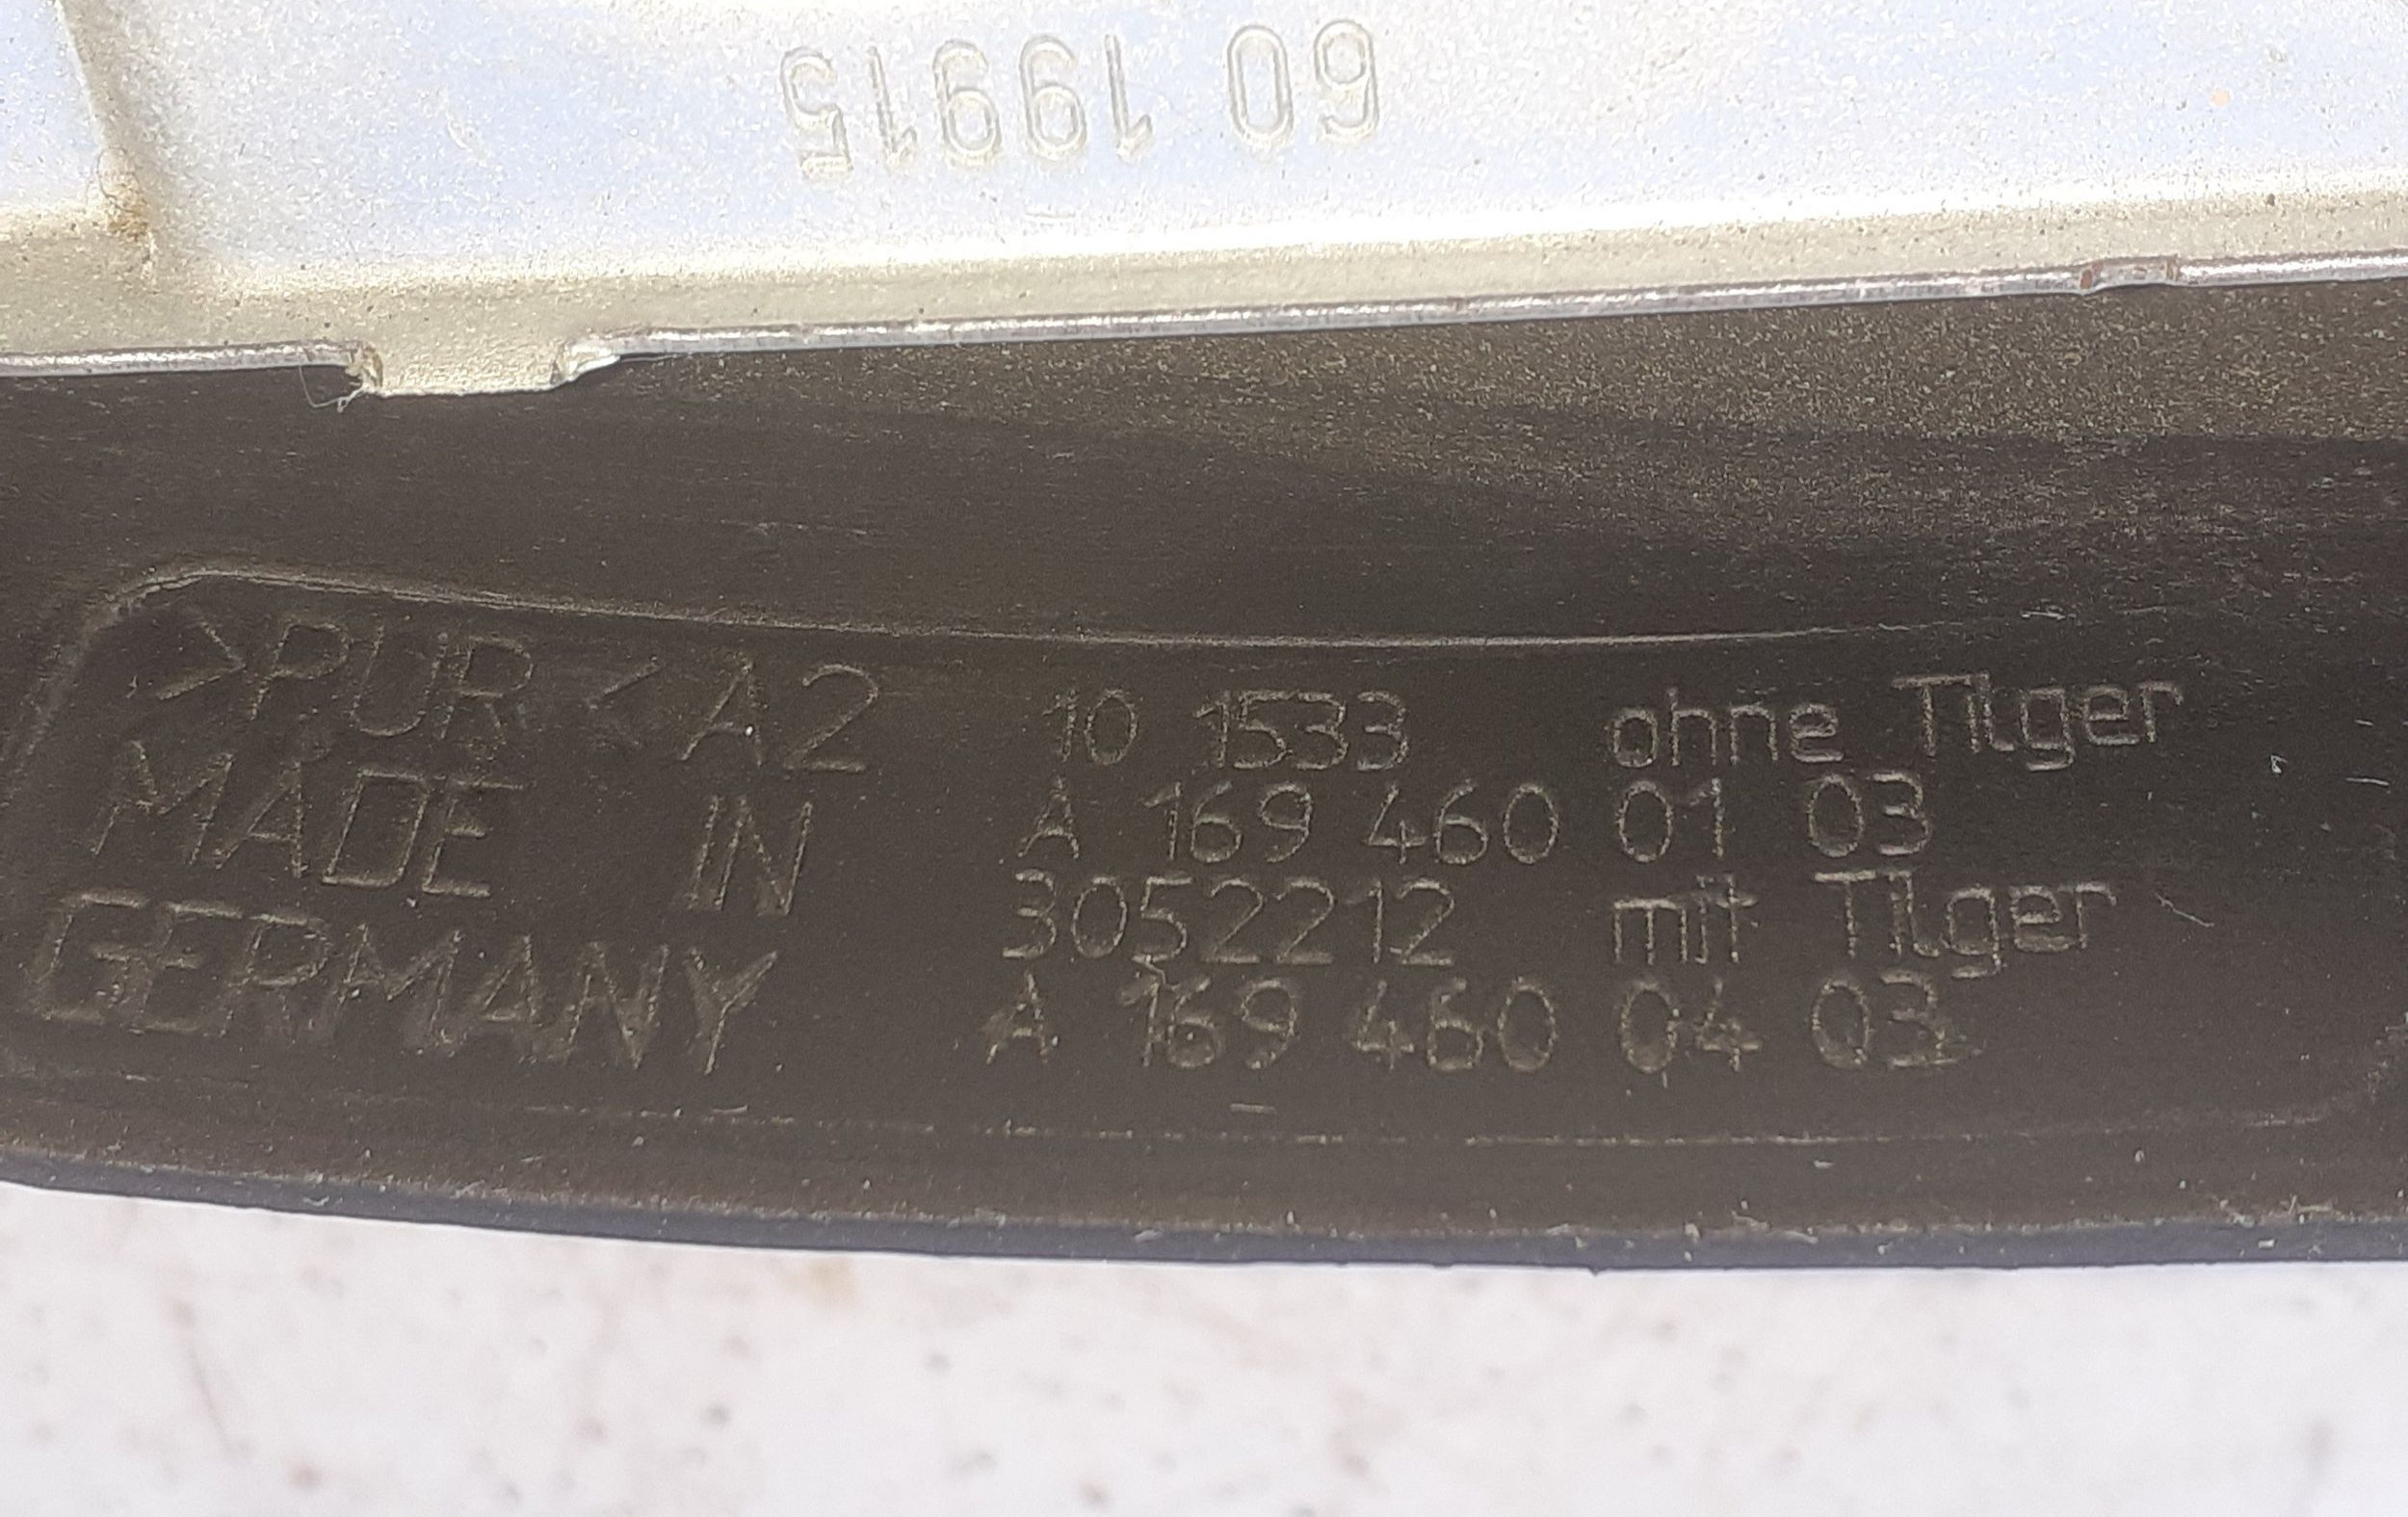 60 19915
>PUR< A2 10 1533 ohne Tilger
MADE IN A 169 460 01 03
GERMANY 3052212 mit Tilger
A 169 460 04 03